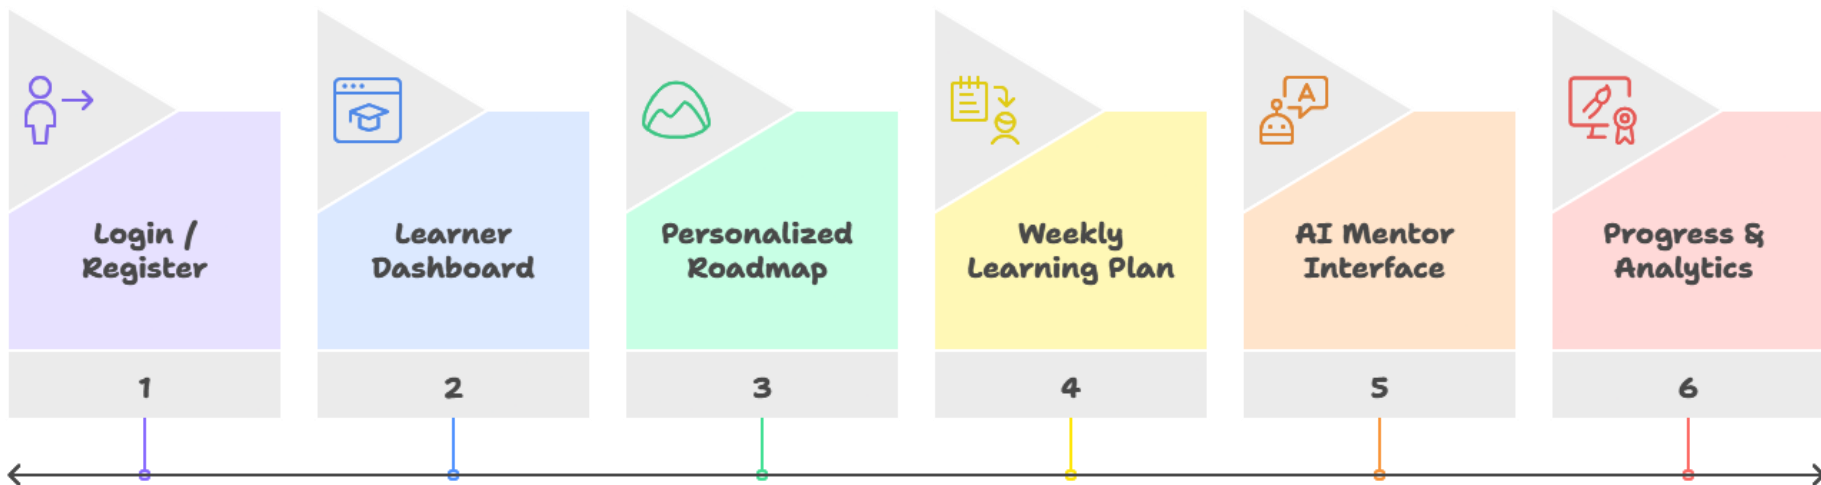 A
Login /
Register
Learner
Dashboard
Personalized
Roadmap
Weekly
Learning Plan
AI Mentor
Interface
Progress &
Analytics
1
2
3
4
5
6